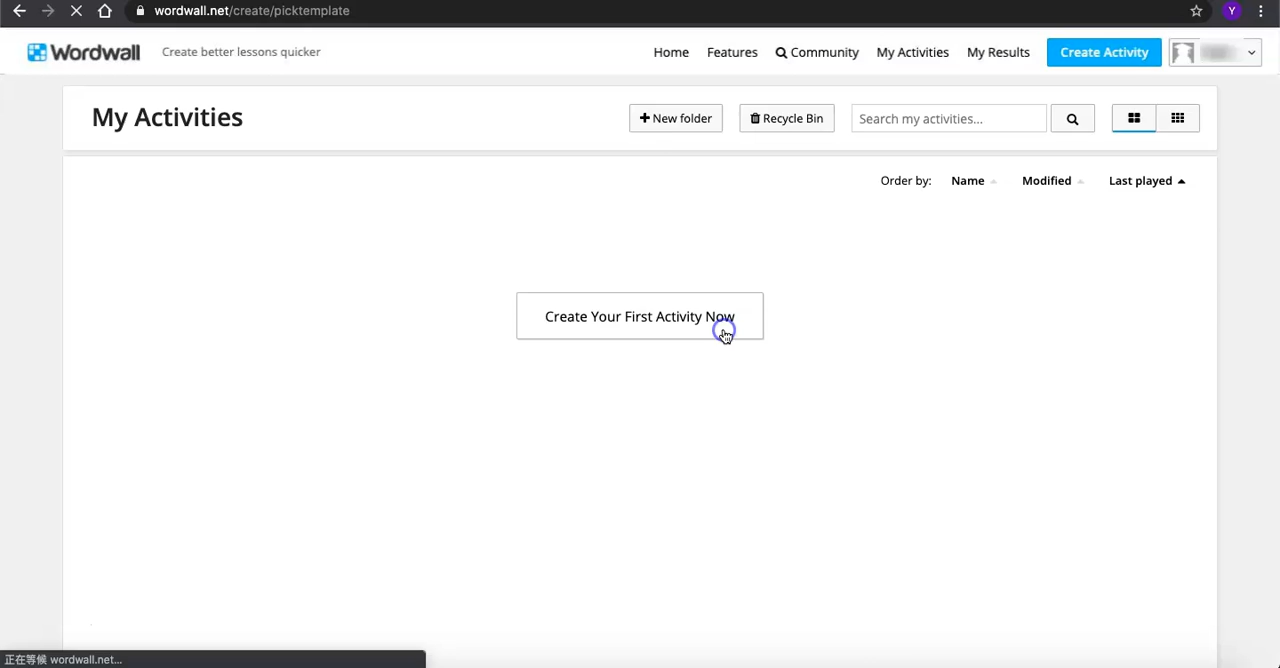 wordwall.net/create/picktemplate
Y
Wordwall Create better lessons quicker Home Features Community My Activities My Results Create Activity
My Activities New folder Recycle Bin Search my activities...
Order by: Name Modified Last played
Create Your First Activity Now
正在等候 wordwall.net...